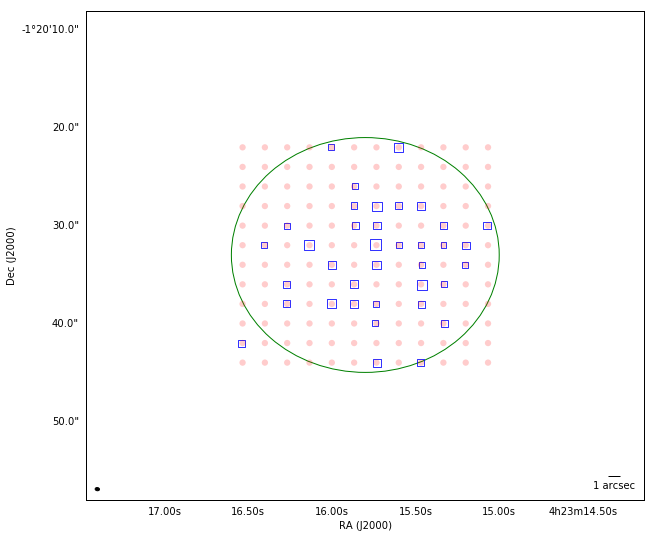 -1°20'10.0"
20.0"
30.0"
40.0"
50.0"
Dec (J2000)
1 arcsec
17.00s 16.50s 16.00s 15.50s 15.00s 4h23m14.50s
RA (J2000)